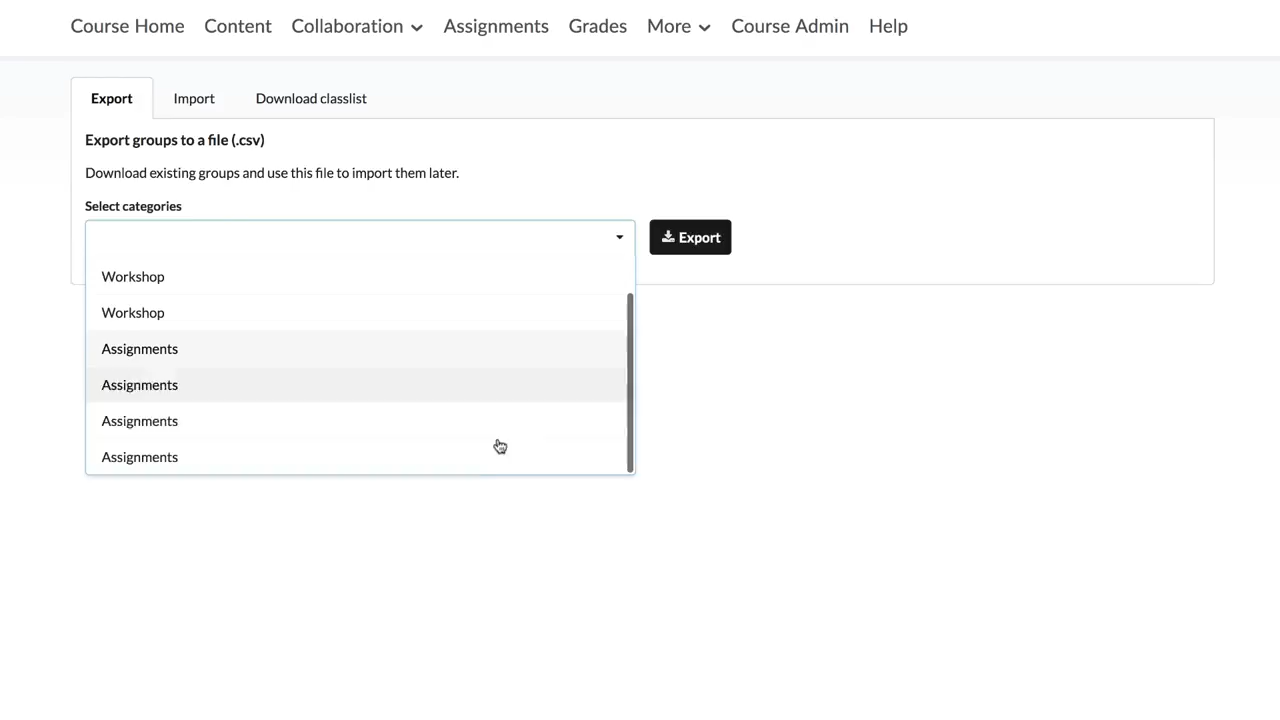 Course Home Content Collaboration Assignments Grades More Course Admin Help
Export Import Download classlist
Export groups to a file (.csv)
Download existing groups and use this file to import them later.
Select categories
Export
Workshop
Workshop
Assignments
Assignments
Assignments
Assignments